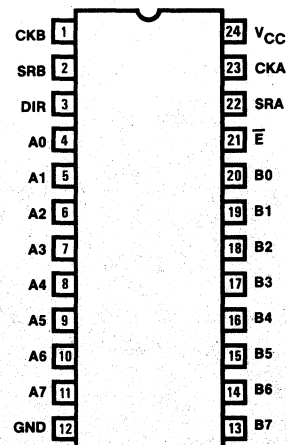 CKB 1 24 VCC
SRB 2 23 CKA
DIR 3 22 SRA
A0 4 21 E̅
A1 5 20 B0
A2 6 19 B1
A3 7 18 B2
A4 8 17 B3
A5 9 16 B4
A6 10 15 B5
A7 11 14 B6
GND 12 13 B7